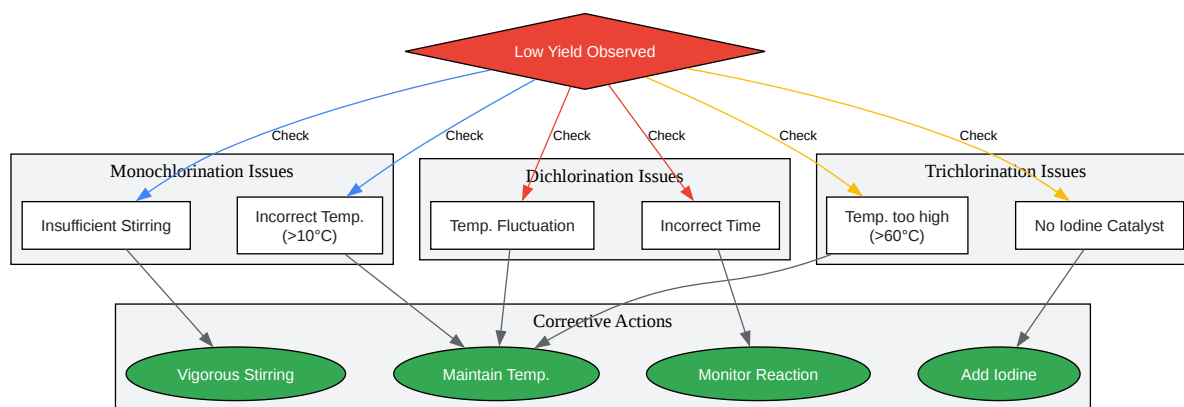 Low Yield Observed
Check
Check
Check
Check
Check
Check
Monochlorination Issues
Dichlorination Issues
Trichlorination Issues
Insufficient Stirring
Incorrect Temp.
(>10°C)
Temp. Fluctuation
Incorrect Time
Temp. too high
(>60°C)
No Iodine Catalyst
Corrective Actions
Vigorous Stirring
Maintain Temp.
Monitor Reaction
Add Iodine